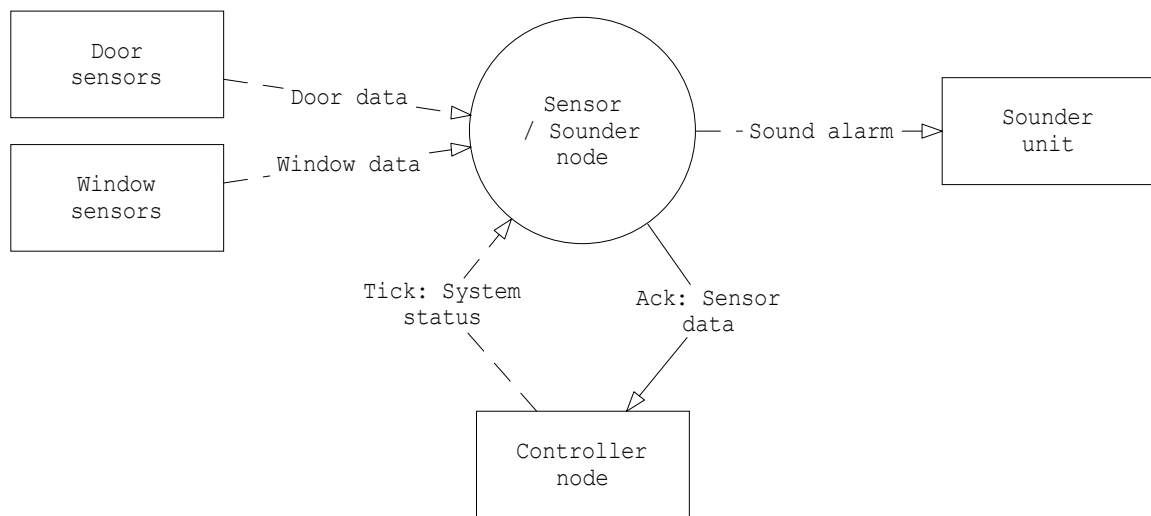 Door
sensors
Door data
Sensor
/ Sounder
node
Sound alarm
Sounder
unit
Window data
Window
sensors
Tick: System
status
Ack: Sensor
data
Controller
node